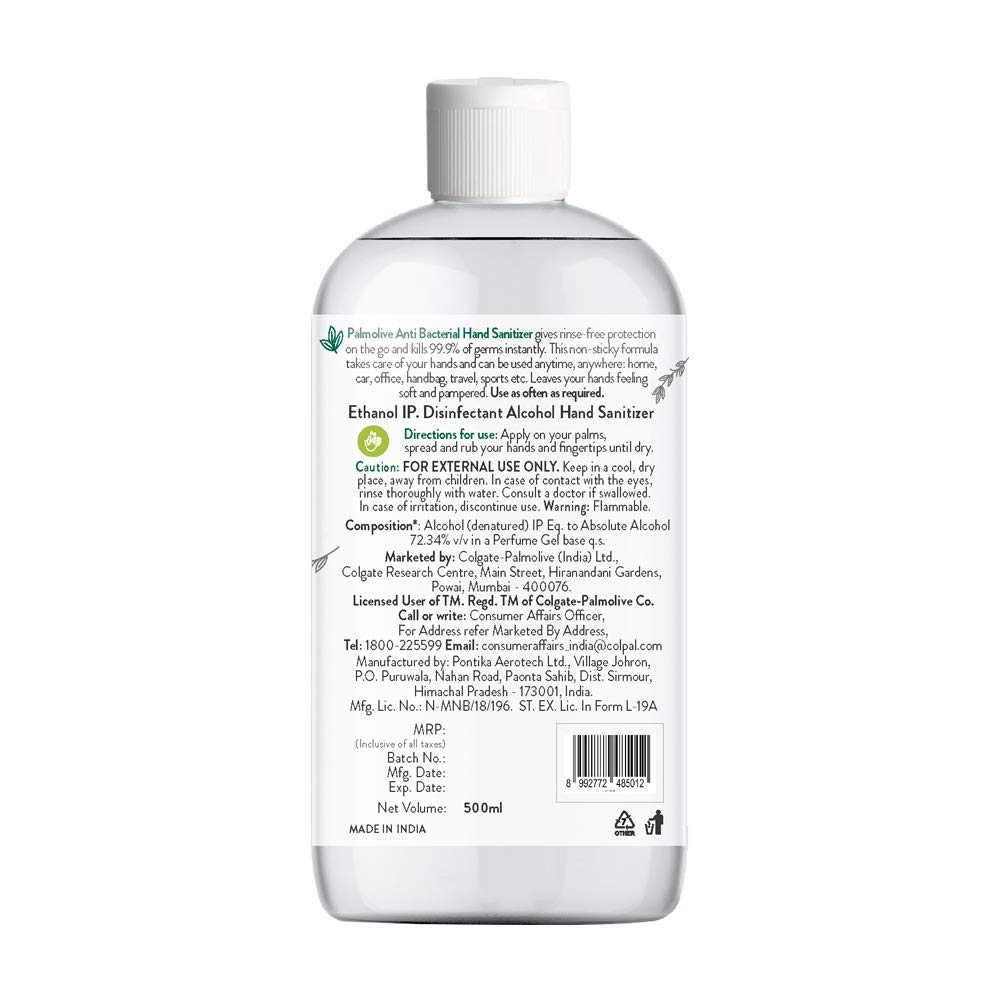 Palmolive Anti Bacterial Hand Sanitizer gives rinse-free protection
on the go and kills 99.9% of germs instantly. This non-sticky formula
takes care of your hands and can be used anytime, anywhere: home,
car, office, handbag, travel, sports etc. Leaves your hands feeling
soft and pampered. Use as often as required.
Ethanol IP. Disinfectant Alcohol Hand Sanitizer
Directions for use: Apply on your palms,
spread and rub your hands and fingertips until dry.
Caution: FOR EXTERNAL USE ONLY. Keep in a cool, dry
place, away from children. In case of contact with the eyes,
rinse thoroughly with water. Consult a doctor if swallowed.
In case of irritation, discontinue use. Warning: Flammable.
Composition*: Alcohol (denatured) IP Eq. to Absolute Alcohol
72.34% v/v in a Perfume Gel base q.s.
Marketed by: Colgate-Palmolive (India) Ltd.,
Colgate Research Centre, Main Street, Hiranandani Gardens,
Powai, Mumbai - 400076.
Licensed User of TM. Regd. TM of Colgate-Palmolive Co.
Call or write: Consumer Affairs Officer,
For Address refer Marketed By Address,
Tel: 1800-225599 Email: consumeraffairs_india@colpal.com
Manufactured by: Pontika Aerotech Ltd., Village Johron,
P.O. Puruwala, Nahan Road, Paonta Sahib, Dist. Sirmour,
Himachal Pradesh - 173001, India.
Mfg. Lic. No.: N-MNB/18/196. ST. EX. Lic. In Form L-19A
MRP:
(Inclusive of all taxes)
Batch No.:
Mfg. Date:
Exp. Date:
Net Volume: 500ml
MADE IN INDIA
8 992772 485012
7
OTHER